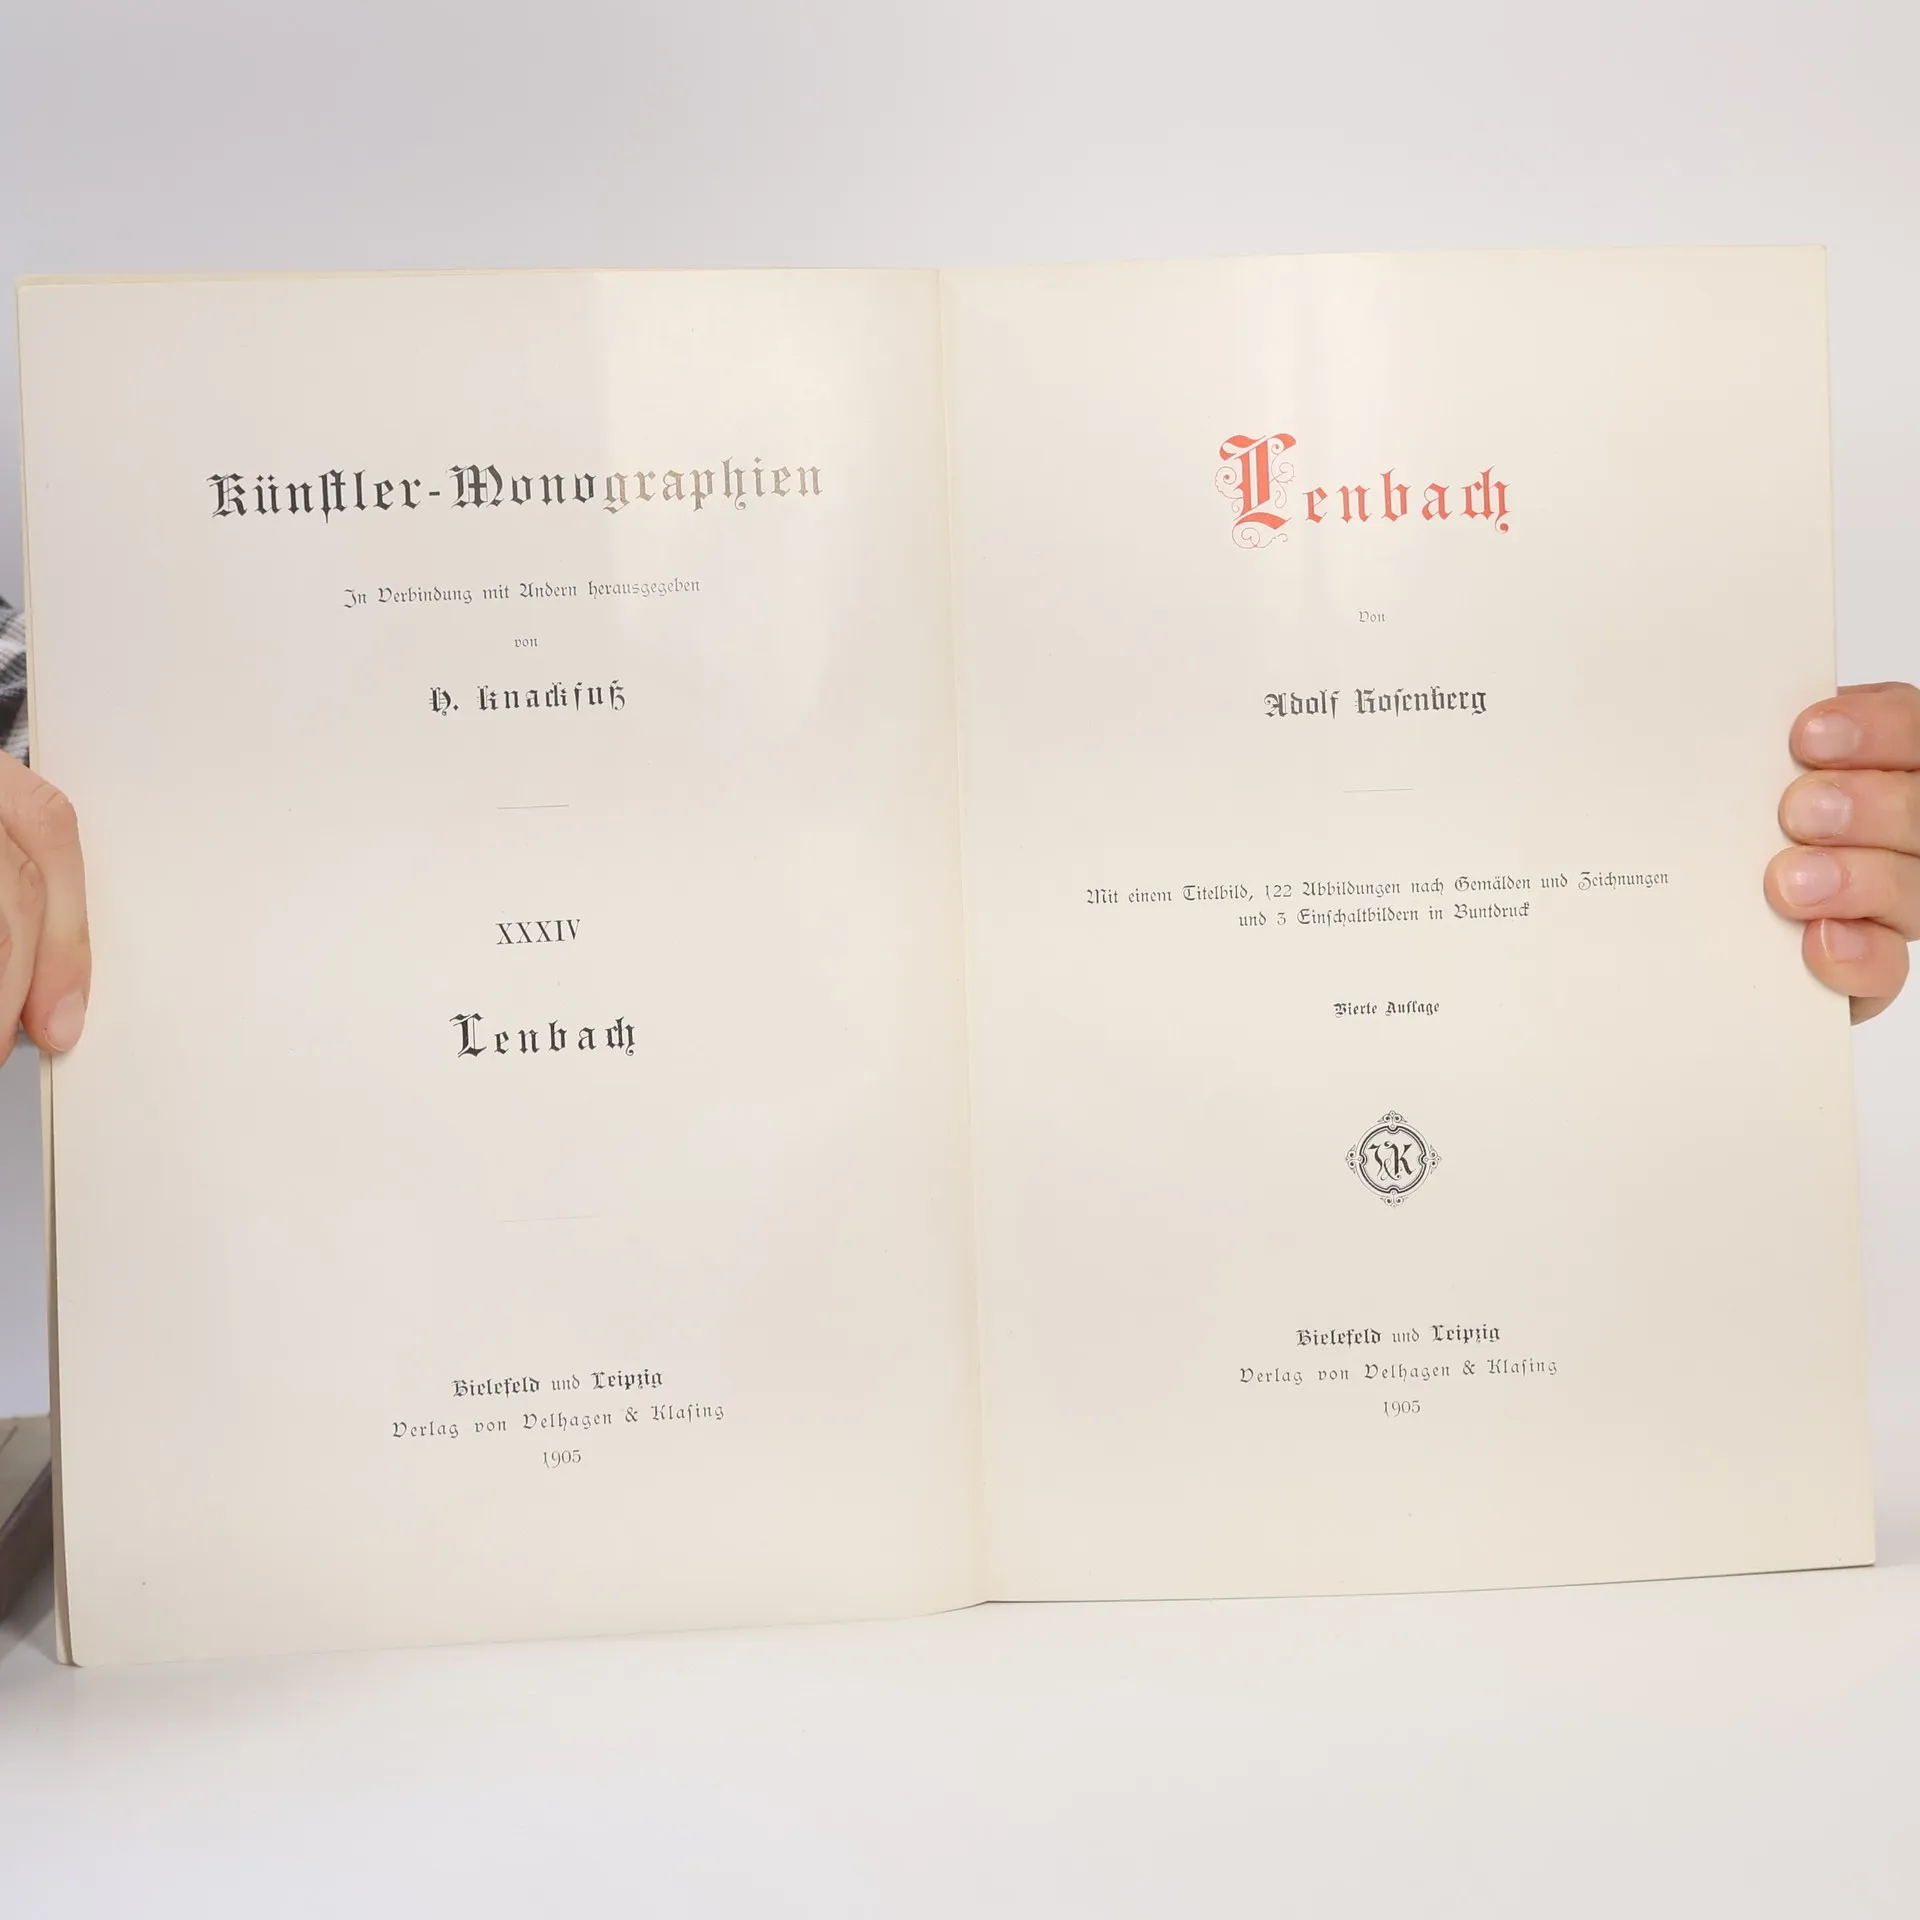 Künſtler-Monographien
In Verbindung mit Andern herausgegeben
von
H. Knackfuß
XXXIV
Lenbach
Bielefeld und Leipzig
Verlag von Velhagen & Klaſing
1905
Lenbach
Von
Adolf Roſenberg
Mit einem Titelbild, 122 Abbildungen nach Gemälden und Zeichnungen
und 3 Einſchaltbildern in Buntdruck
Vierte Auflage
VK
Bielefeld und Leipzig
Verlag von Velhagen & Klaſing
1905